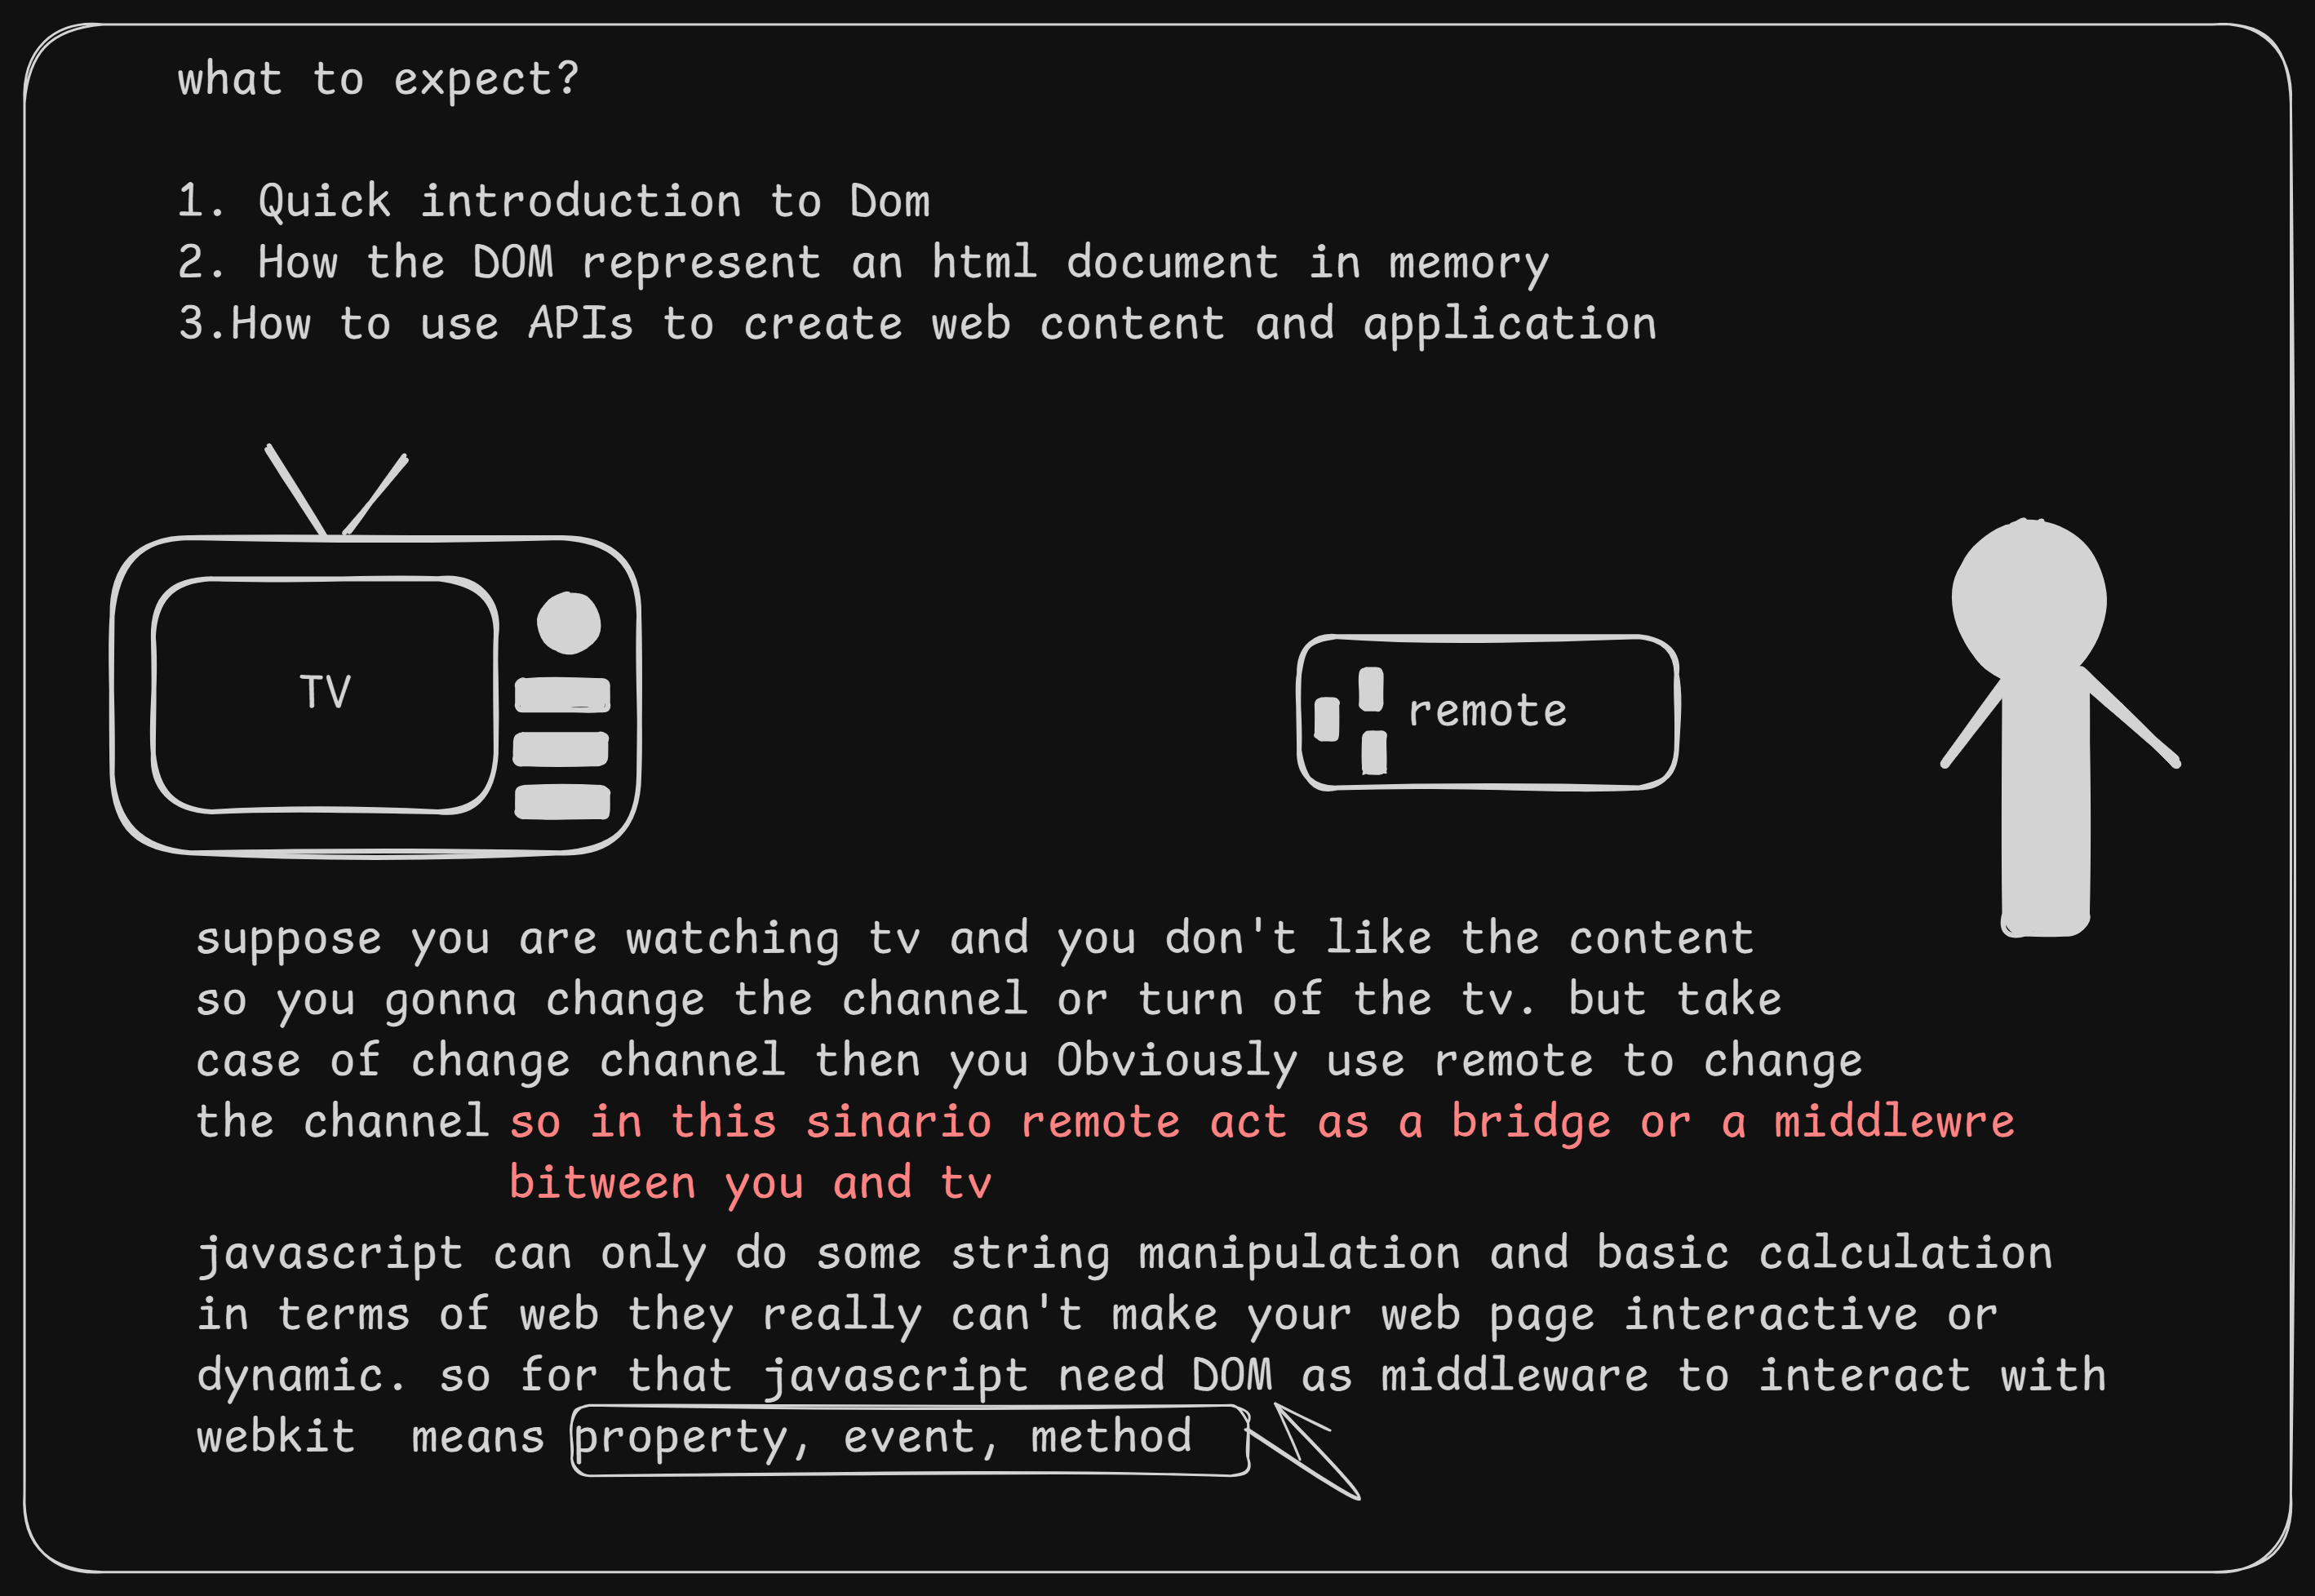 what to expect?
1. Quick introduction to Dom
2. How the DOM represent an html document in memory
3.How to use APIs to create web content and application
TV
remote
suppose you are watching tv and you don't like the content
so you gonna change the channel or turn of the tv. but take
case of change channel then you Obviously use remote to change
the channel so in this sinario remote act as a bridge or a middlewre
bitween you and tv
javascript can only do some string manipulation and basic calculation
in terms of web they really can't make your web page interactive or
dynamic. so for that javascript need DOM as middleware to interact with
webkit means property, event, method